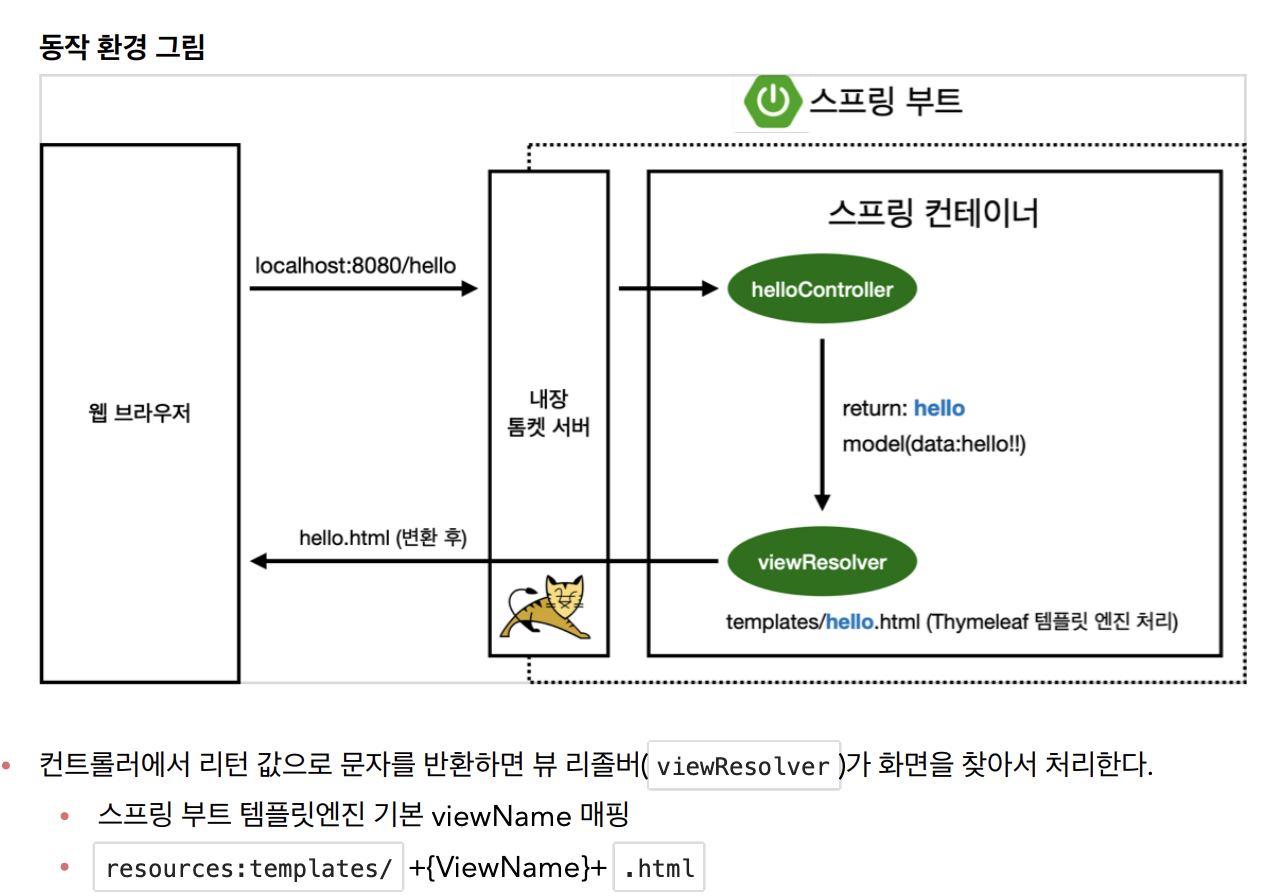 동작 환경 그림
스프링 부트
스프링 컨테이너
localhost:8080/hello
helloController
웹 브라우저
내장
톰켓 서버
return: hello
model(data:hello!!)
hello.html (변환 후)
viewResolver
templates/hello.html (Thymeleaf 템플릿 엔진 처리)
• 컨트롤러에서 리턴 값으로 문자를 반환하면 뷰 리졸버(viewResolver)가 화면을 찾아서 처리한다.
• 스프링 부트 템플릿엔진 기본 viewName 매핑
• resources:templates/ +{ViewName}+ .html